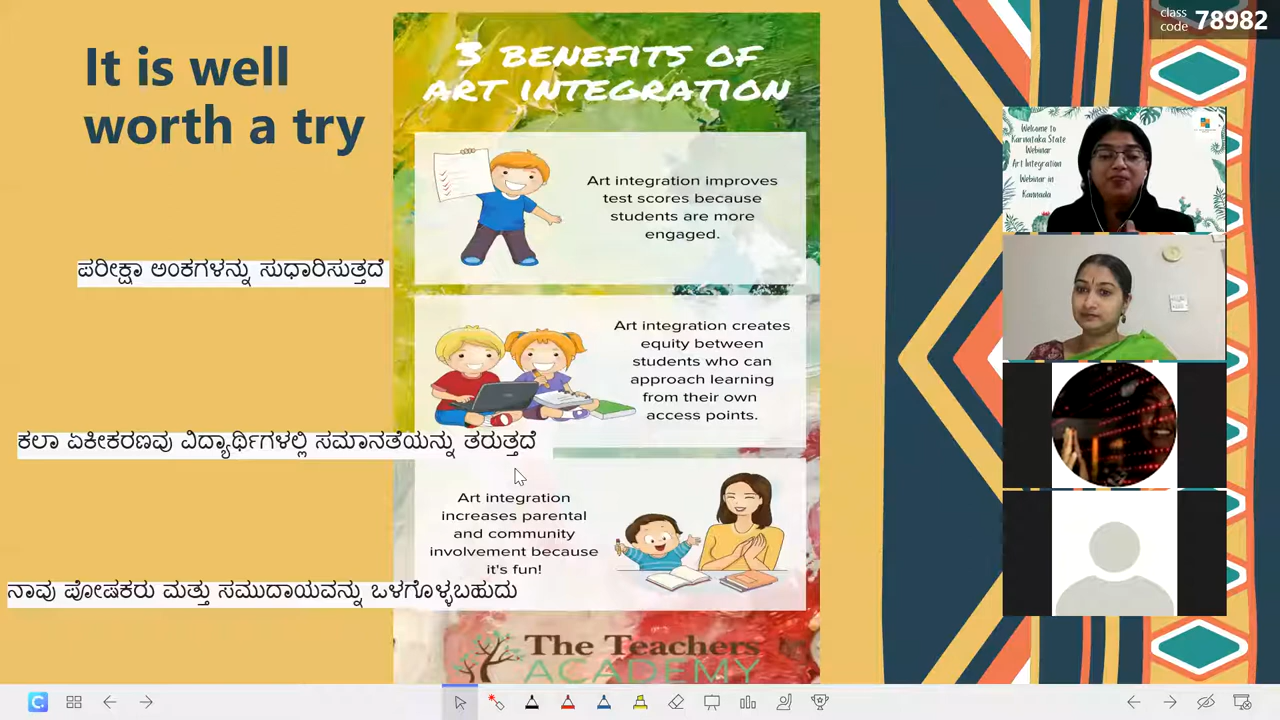 class
code 78982
It is well
worth a try
3 BENEFITS OF
ART INTEGRATION
Art integration improves
test scores because
students are more
engaged.
ಪರೀಕ್ಷಾ ಅಂಕಗಳನ್ನು ಸುಧಾರಿಸುತ್ತದೆ
Art integration creates
equity between
students who can
approach learning
from their own
access points.
ಕಲಾ ಏಕೀಕರಣವು ವಿದ್ಯಾರ್ಥಿಗಳಲ್ಲಿ ಸಮಾನತೆಯನ್ನು ತರುತ್ತದೆ
Art integration
increases parental
and community
involvement because
it's fun!
ನಾವು ಪೋಷಕರು ಮತ್ತು ಸಮುದಾಯವನ್ನು ಒಳಗೊಳ್ಳಬಹುದು
The Teachers
ACADEMY
Welcome to
Karnataka State
Webinar
Art Integration
Webinar in
Kannada